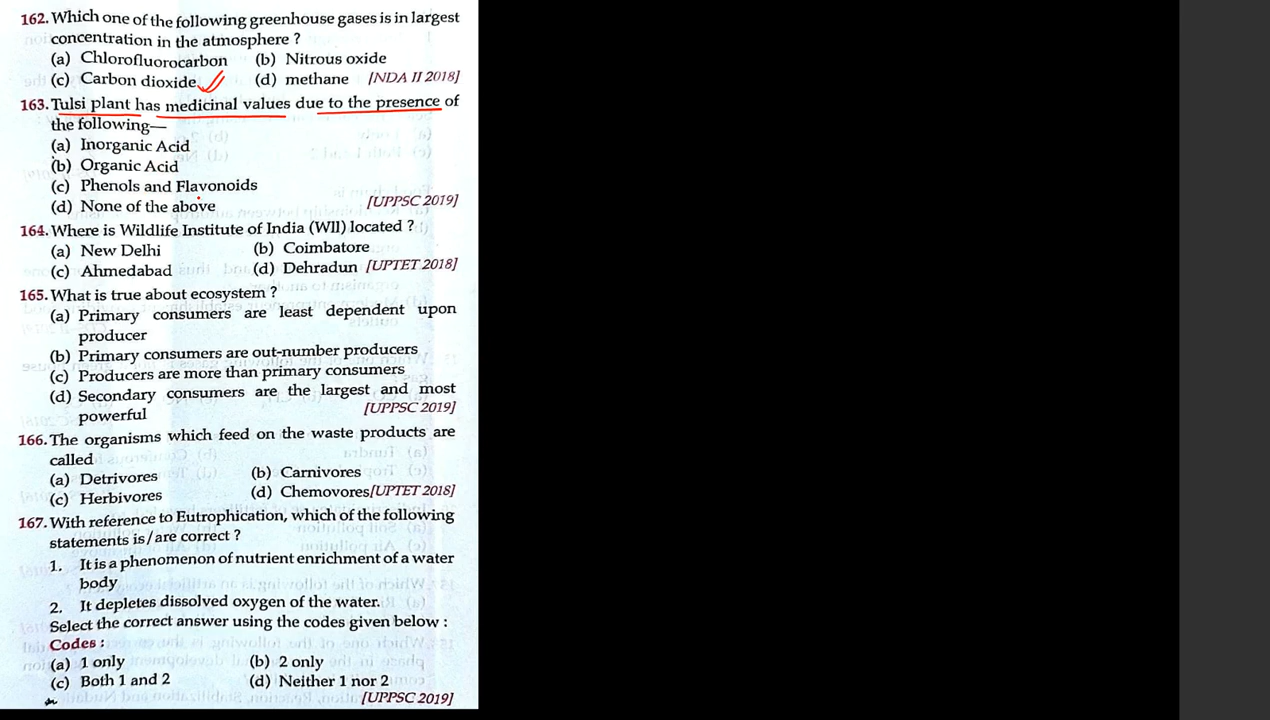 162. Which one of the following greenhouse gases is in largest
concentration in the atmosphere ?
(a) Chlorofluorocarbon (b) Nitrous oxide
(c) Carbon dioxide (d) methane [NDA II 2018]
163. Tulsi plant has medicinal values due to the presence of
the following—
(a) Inorganic Acid
(b) Organic Acid
(c) Phenols and Flavonoids
(d) None of the above [UPPSC 2019]
164. Where is Wildlife Institute of India (WII) located ?
(a) New Delhi (b) Coimbatore
(c) Ahmedabad (d) Dehradun [UPTET 2018]
165. What is true about ecosystem ?
(a) Primary consumers are least dependent upon
producer
(b) Primary consumers are out-number producers
(c) Producers are more than primary consumers
(d) Secondary consumers are the largest and most
powerful [UPPSC 2019]
166. The organisms which feed on the waste products are
called
(a) Detrivores (b) Carnivores
(c) Herbivores (d) Chemovores [UPTET 2018]
167. With reference to Eutrophication, which of the following
statements is/are correct ?
1. It is a phenomenon of nutrient enrichment of a water
body
2. It depletes dissolved oxygen of the water.
Select the correct answer using the codes given below :
Codes :
(a) 1 only (b) 2 only
(c) Both 1 and 2 (d) Neither 1 nor 2
[UPPSC 2019]